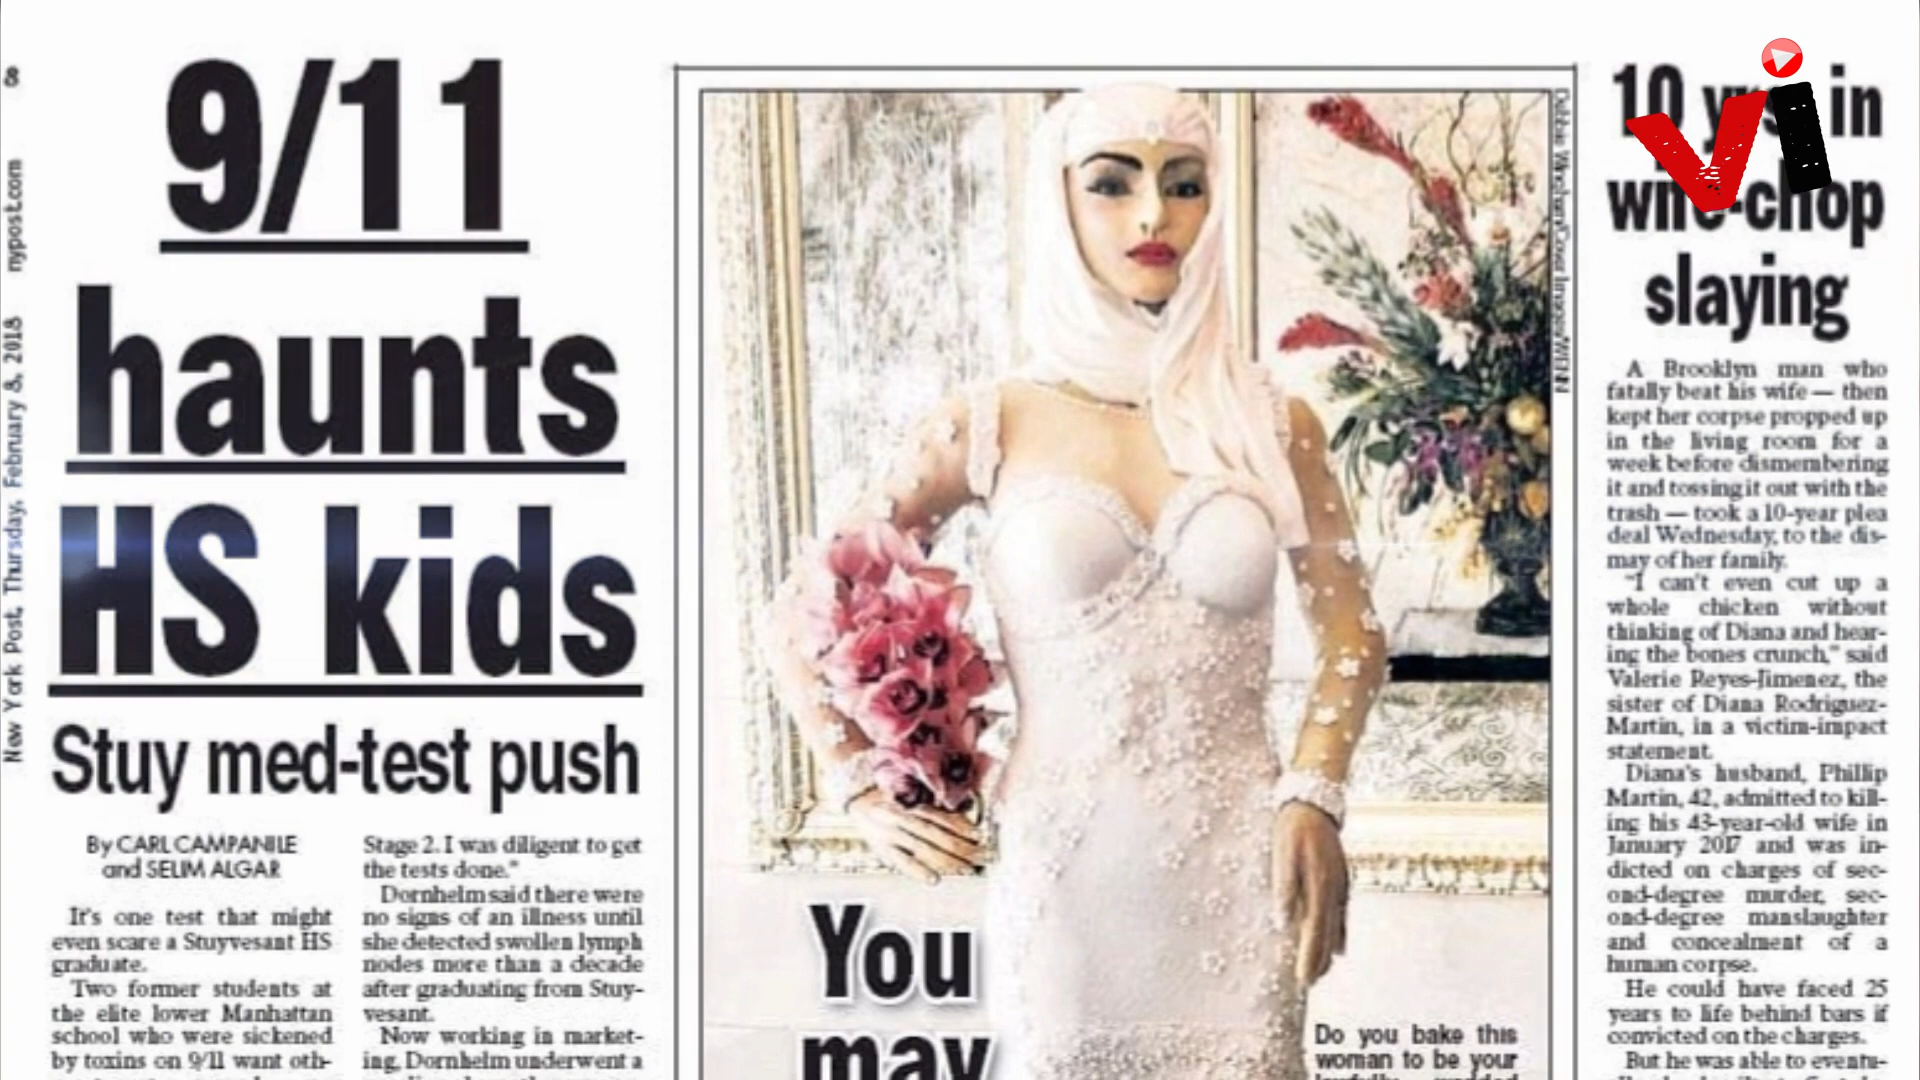 8 nypost.com New York Post, Thursday, February 8, 2018
9/11
haunts
HS kids
Stuy med-test push
By CARL CAMPANILE
and SELIM ALGAR
It's one test that might
even scare a Stuyvesant HS
graduate.
Two former students at
the elite lower Manhattan
school who were sickened
by toxins on 9/11 want oth-
Stage 2. I was diligent to get
the tests done."
Dornhelm said there were
no signs of an illness until
she detected swollen lymph
nodes more than a decade
after graduating from Stuy-
vesant.
Now working in market-
ing, Dornhelm underwent a
You
may
Do you bake this
woman to be your
lawfully wedded
Vi
10 yrs in
wife-chop
slaying
A Brooklyn man who
fatally beat his wife — then
kept her corpse propped up
in the living room for a
week before dismembering
it and tossing it out with the
trash — took a 10-year plea
deal Wednesday, to the dis-
may of her family.
"I can't even cut up a
whole chicken without
thinking of Diana and hear-
ing the bones crunch," said
Valerie Reyes-Jimenez, the
sister of Diana Rodriguez-
Martin, in a victim-impact
statement.
Diana's husband, Phillip
Martin, 42, admitted to kill-
ing his 43-year-old wife in
January 2017 and was in-
dicted on charges of sec-
ond-degree murder, sec-
ond-degree manslaughter
and concealment of a
human corpse.
He could have faced 25
years to life behind bars if
convicted on the charges.
But he was able to eventu-